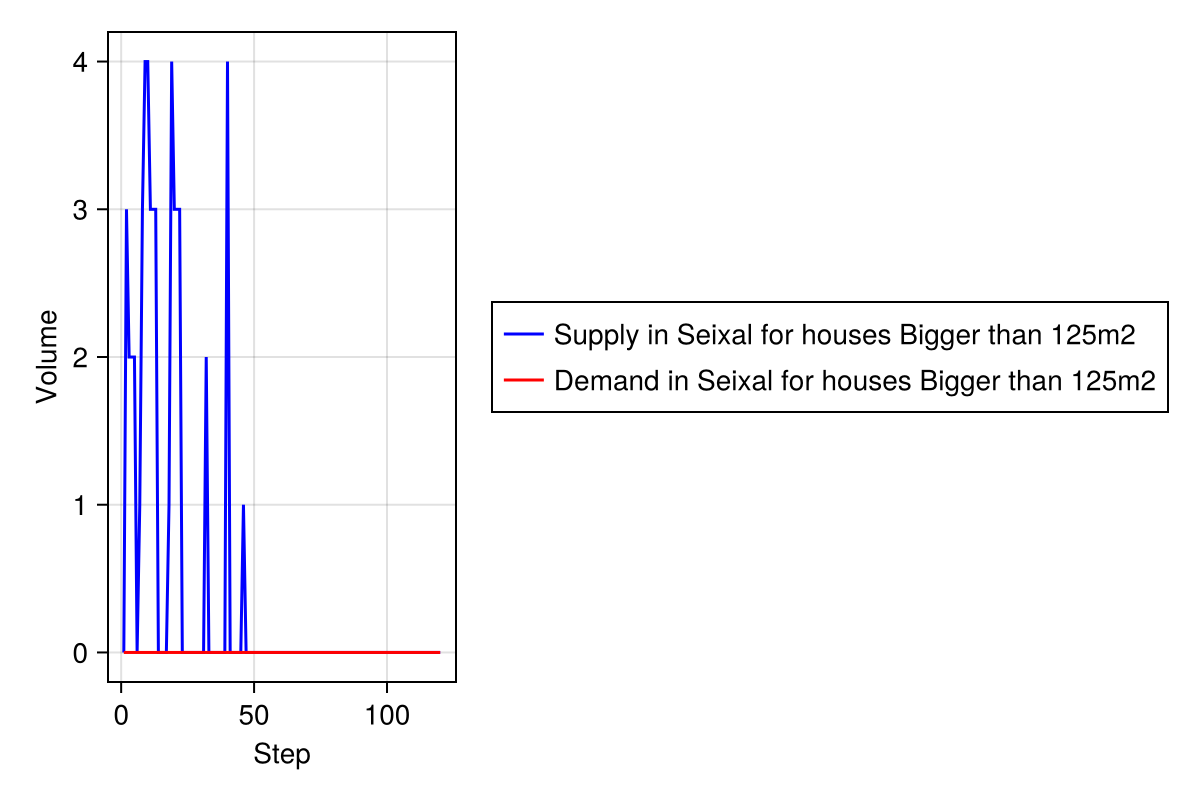 4
3
2
1
0
Volume
0 50 100
Step
Supply in Seixal for houses Bigger than 125m2
Demand in Seixal for houses Bigger than 125m2